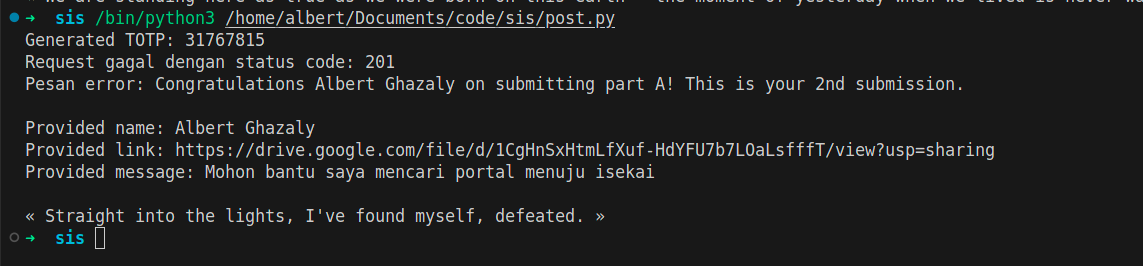 ➜ sis /bin/python3 /home/albert/Documents/code/sis/post.py
Generated TOTP: 31767815
Request gagal dengan status code: 201
Pesan error: Congratulations Albert Ghazaly on submitting part A! This is your 2nd submission.
Provided name: Albert Ghazaly
Provided link: https://drive.google.com/file/d/1CgHnSxHtmLfXuf-HdYFU7b7LOaLsfffT/view?usp=sharing
Provided message: Mohon bantu saya mencari portal menuju isekai
« Straight into the lights, I've found myself, defeated. »
➜ sis